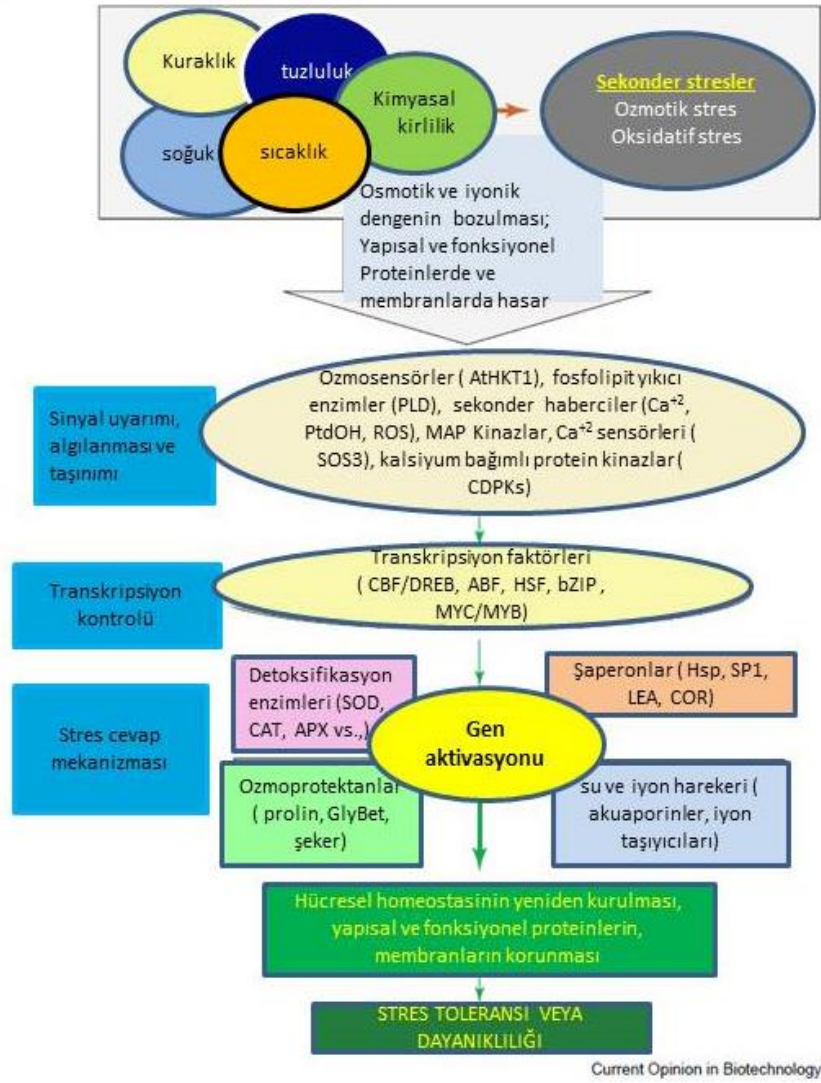 Kuraklık
tuzluluk
Kimyasal
kirlilik
soğuk
sıcaklık
Sekonder stresler
Ozmotik stres
Oksidatif stres
Osmotik ve iyonik
dengenin bozulması;
Yapısal ve fonksiyonel
Proteinlerde ve
membranlarda hasar
Sinyal uyarımı,
algılanması ve
taşınımı
Ozmosensörler ( AtHKT1), fosfolipit yıkıcı
enzimler (PLD), sekonder haberciler (Ca+2,
PtdOH, ROS), MAP Kinazlar, Ca+2 sensörleri (
SOS3), kalsiyum bağımlı protein kinazlar (
CDPKs)
Transkripsiyon
kontrolü
Transkripsiyon faktörleri
( CBF/DREB, ABF, HSF, bZIP ,
MYC/MYB)
Stres cevap
mekanizması
Detoksifikasyon
enzimleri (SOD,
CAT, APX vs.,)
Şaperonlar ( Hsp, SP1,
LEA, COR)
Gen
aktivasyonu
Ozmoprotektanlar
( prolin, GlyBet,
şeker)
su ve iyon harekeri (
akuaporinler, iyon
taşıyıcıları)
Hücresel homeostasinin yeniden kurulması,
yapısal ve fonksiyonel proteinlerin,
membranların korunması
STRES TOLERANSI VEYA
DAYANIKLILIĞI
Current Opinion in Biotechnology